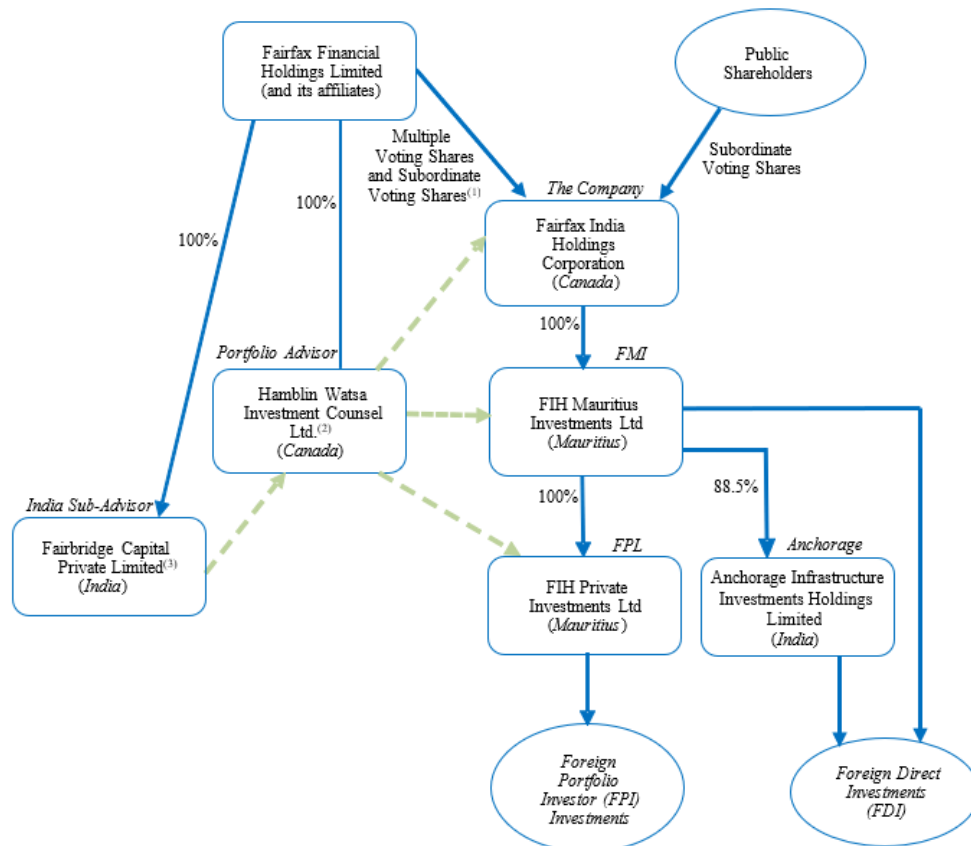 Fairfax Financial
Holdings Limited
(and its affiliates)
Public
Shareholders
Multiple
Voting Shares
and Subordinate
Voting Shares(1)
Subordinate
Voting Shares
The Company
100%
100%
Fairfax India
Holdings
Corporation
(Canada)
100%
Portfolio Advisor
FMI
Hamblin Watsa
Investment Counsel
Ltd.(2)
(Canada)
FIH Mauritius
Investments Ltd
(Mauritius)
100%
88.5%
India Sub-Advisor
FPL
Anchorage
Fairbridge Capital
Private Limited(3)
(India)
FIH Private
Investments Ltd
(Mauritius)
Anchorage Infrastructure
Investments Holdings
Limited
(India)
Foreign
Portfolio
Investor (FPI)
Investments
Foreign Direct
Investments
(FDI)